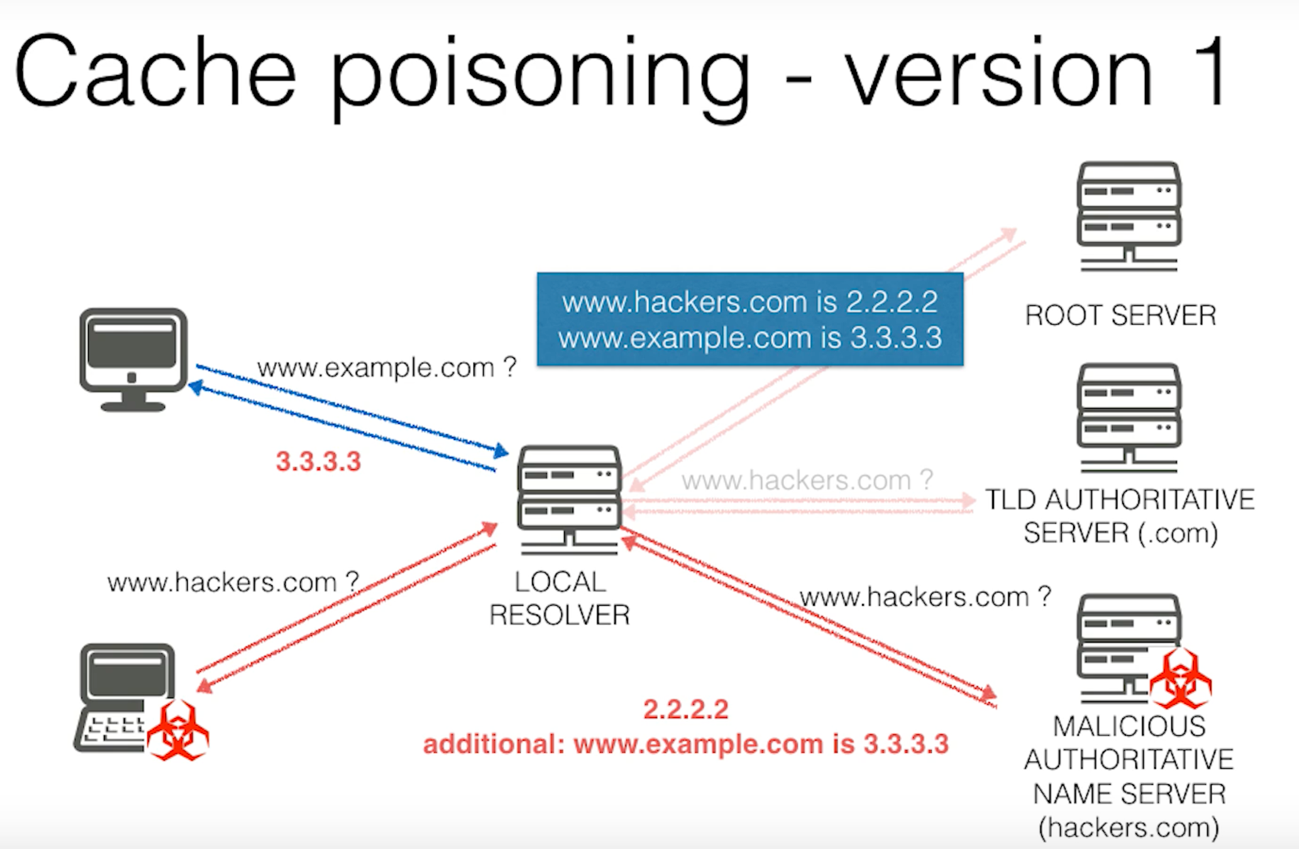 Cache poisoning - version 1
www.hackers.com is 2.2.2.2
www.example.com is 3.3.3.3
ROOT SERVER
www.example.com ?
3.3.3.3
www.hackers.com ?
TLD AUTHORITATIVE
SERVER (.com)
www.hackers.com ?
LOCAL
RESOLVER
www.hackers.com ?
2.2.2.2
additional: www.example.com is 3.3.3.3
MALICIOUS
AUTHORITATIVE
NAME SERVER
(hackers.com)